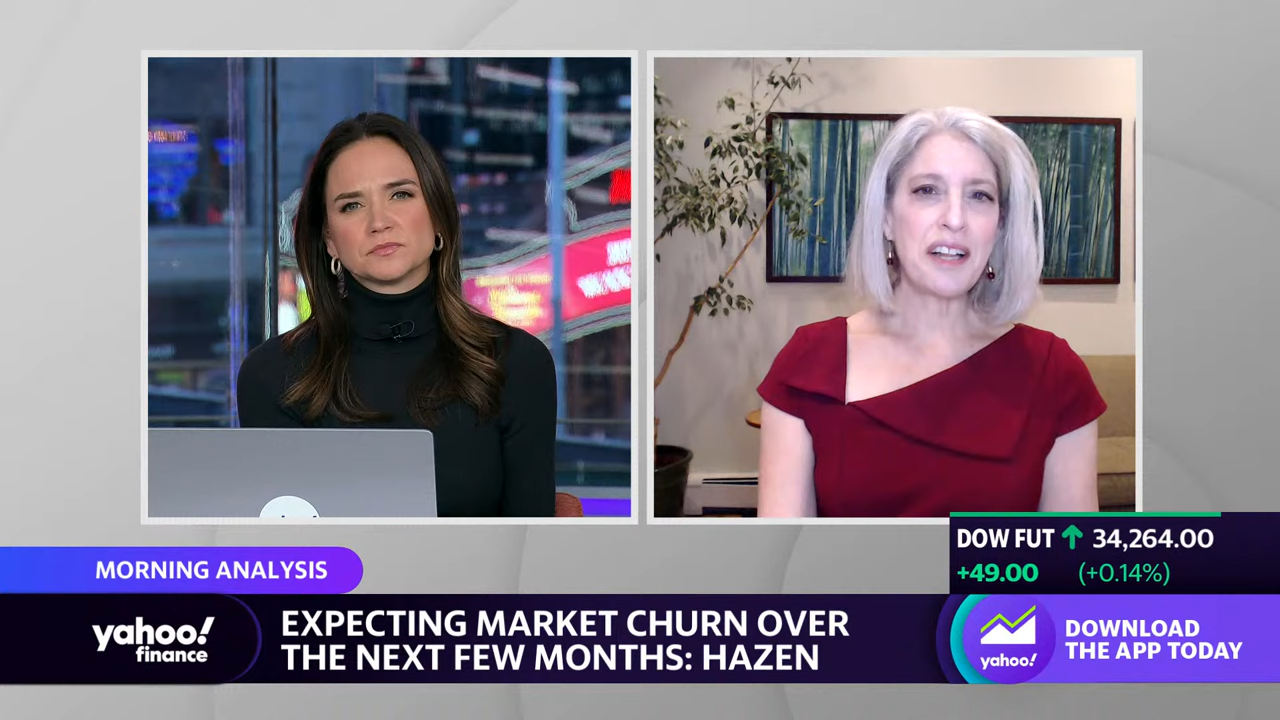 DOW FUT 34,264.00
+49.00 (+0.14%)
MORNING ANALYSIS
yahoo!
finance
EXPECTING MARKET CHURN OVER
THE NEXT FEW MONTHS: HAZEN
yahoo!
DOWNLOAD
THE APP TODAY